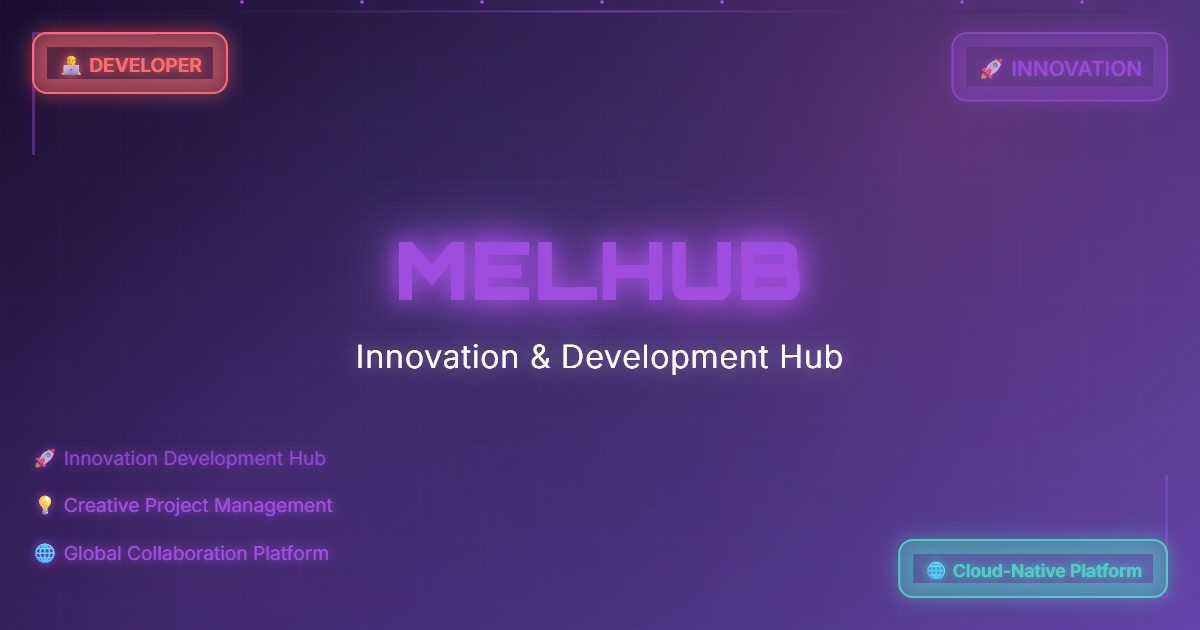 👨‍💻 DEVELOPER
🚀 INNOVATION
MELHUB
Innovation & Development Hub
🚀 Innovation Development Hub
💡 Creative Project Management
🌐 Global Collaboration Platform
🌐 Cloud-Native Platform